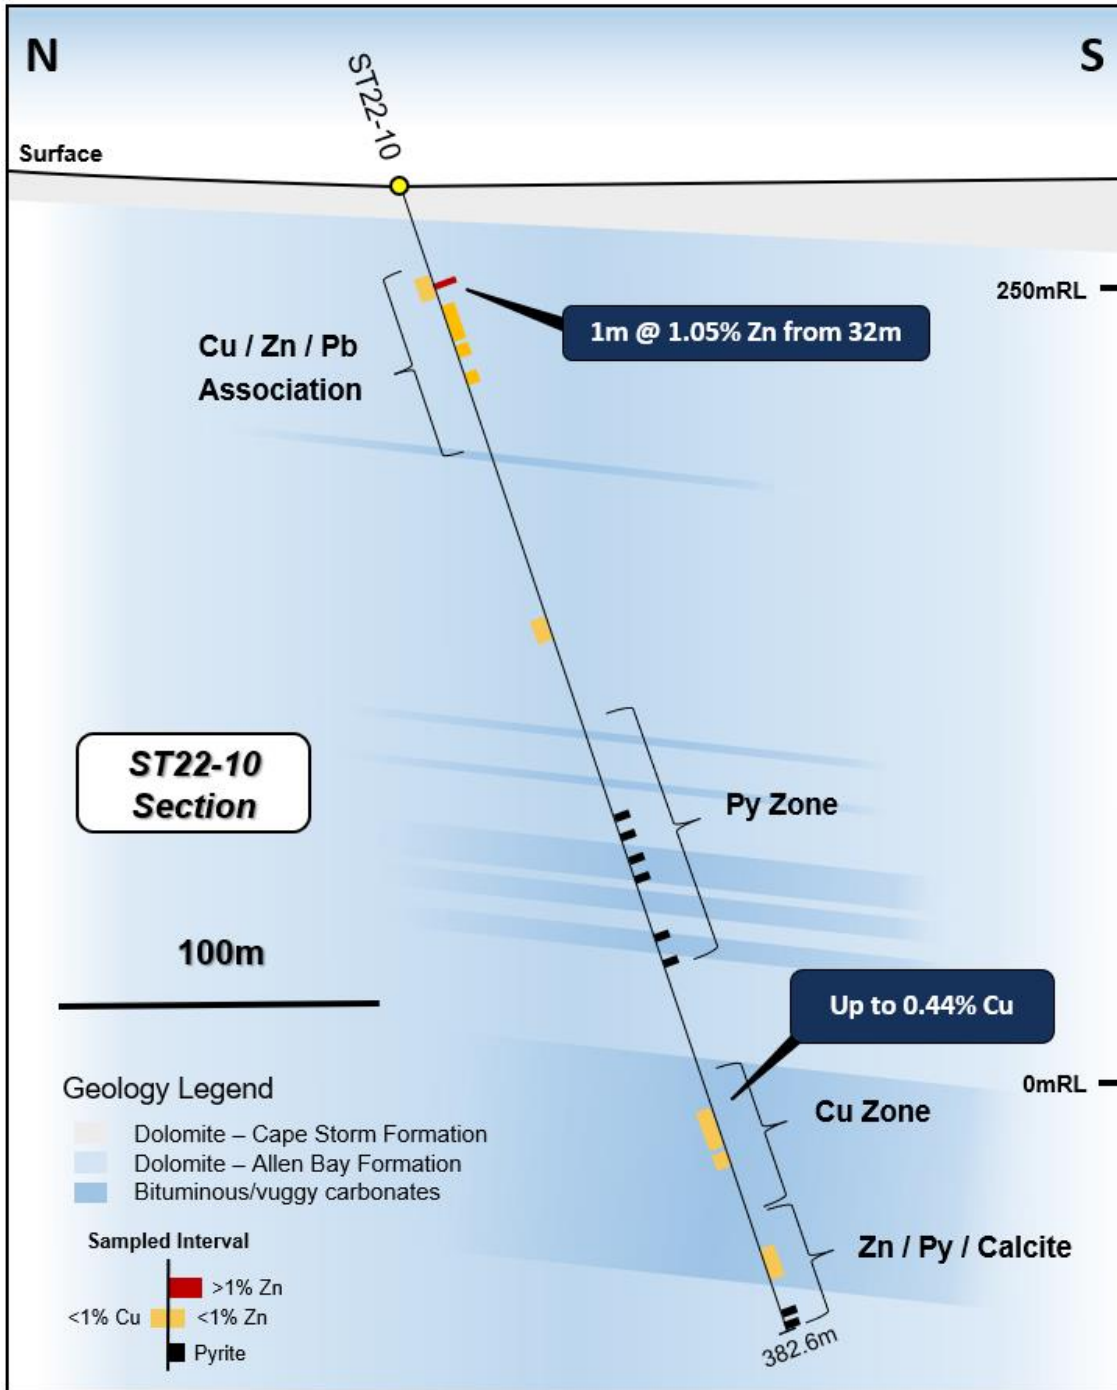 N
S
ST22-10
Surface
250mRL
1m @ 1.05% Zn from 32m
Cu / Zn / Pb
Association
ST22-10
Section
Py Zone
100m
Up to 0.44% Cu
0mRL
Geology Legend
Dolomite – Cape Storm Formation
Dolomite – Allen Bay Formation
Bituminous/vuggy carbonates
Cu Zone
Sampled Interval
>1% Zn
<1% Cu
<1% Zn
Pyrite
Zn / Py / Calcite
382.6m